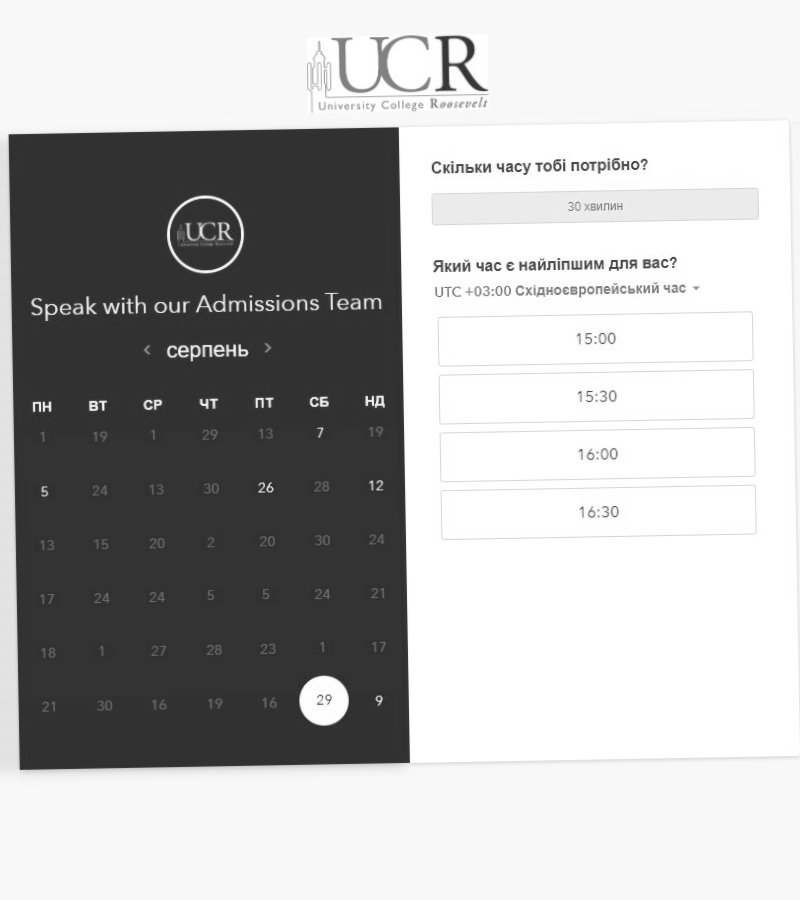 UCR
University College Roosevelt
UCR
University College Roosevelt
Speak with our Admissions Team
серпень
ПН ВТ СР ЧТ ПТ СБ НД
1 19 1 29 13 7 19
5 24 13 30 26 28 12
13 15 20 2 20 30 24
17 24 24 5 5 24 21
18 1 27 28 23 1 17
21 30 16 19 16 29 9
Скільки часу тобі потрібно?
30 хвилин
Який час є найліпшим для вас?
UTC +03:00 Східноєвропейський час
15:00
15:30
16:00
16:30